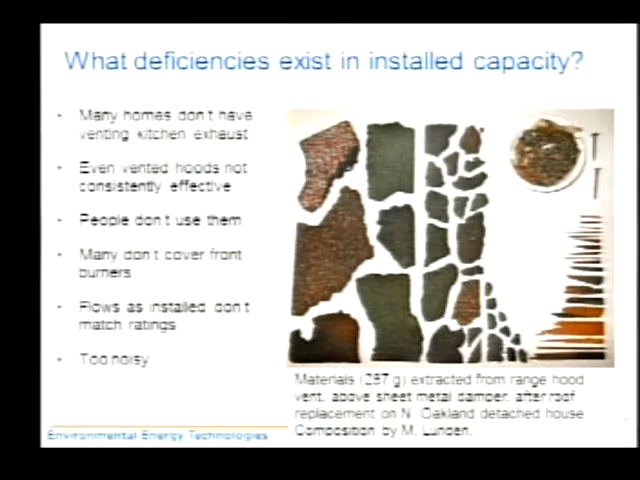 What deficiencies exist in installed capacity?
• Many homes don't have
venting kitchen exhaust
• Even vented hoods not
consistently effective
• People don't use them
• Many don't cover front
burners
• Flows as installed don't
match ratings
• Too noisy
Materials (257 g) extracted from range hood
vent, above sheet metal damper, after roof
replacement on N. Oakland detached house
Composition by M. Lunden.
Environmental Energy Technologies